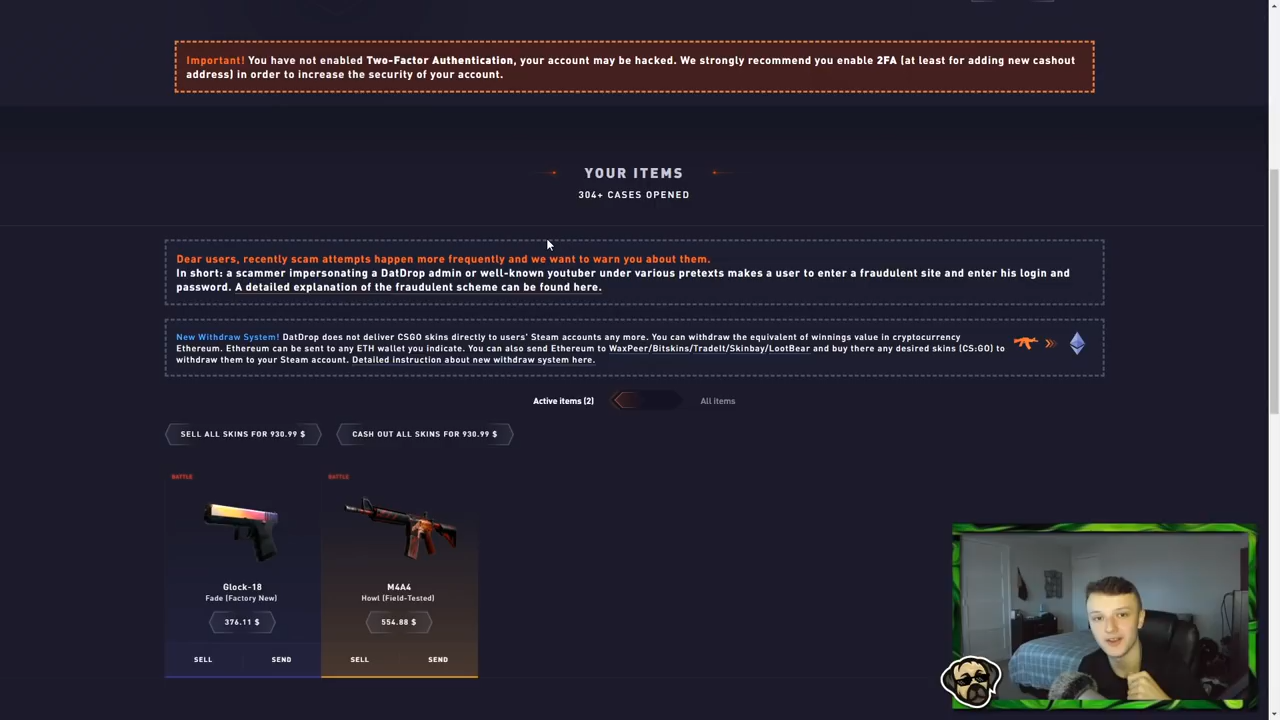 Important! You have not enabled Two-Factor Authentication, your account may be hacked. We strongly recommend you enable 2FA (at least for adding new cashout
address) in order to increase the security of your account.
YOUR ITEMS
304+ CASES OPENED
Dear users, recently scam attempts happen more frequently and we want to warn you about them.
In short: a scammer impersonating a DatDrop admin or well-known youtuber under various pretexts makes a user to enter a fraudulent site and enter his login and
password. A detailed explanation of the fraudulent scheme can be found here.
New Withdraw System! DatDrop does not deliver CSGO skins directly to users' Steam accounts any more. You can withdraw the equivalent of winnings value in cryptocurrency
Ethereum. Ethereum can be sent to any ETH wallet you indicate. You can also send Ethereum to WaxPeer/Bitskins/TradeIt/Skinbay/LootBear and buy there any desired skins (CS:GO) to
withdraw them to your Steam account. Detailed instruction about new withdraw system here.
Active items (2) All items
SELL ALL SKINS FOR 930.99 $ CASH OUT ALL SKINS FOR 930.99 $
BATTLE BATTLE
Glock-18 M4A4
Fade (Factory New) Howl (Field-Tested)
376.11 $ 554.88 $
SELL SEND SELL SEND